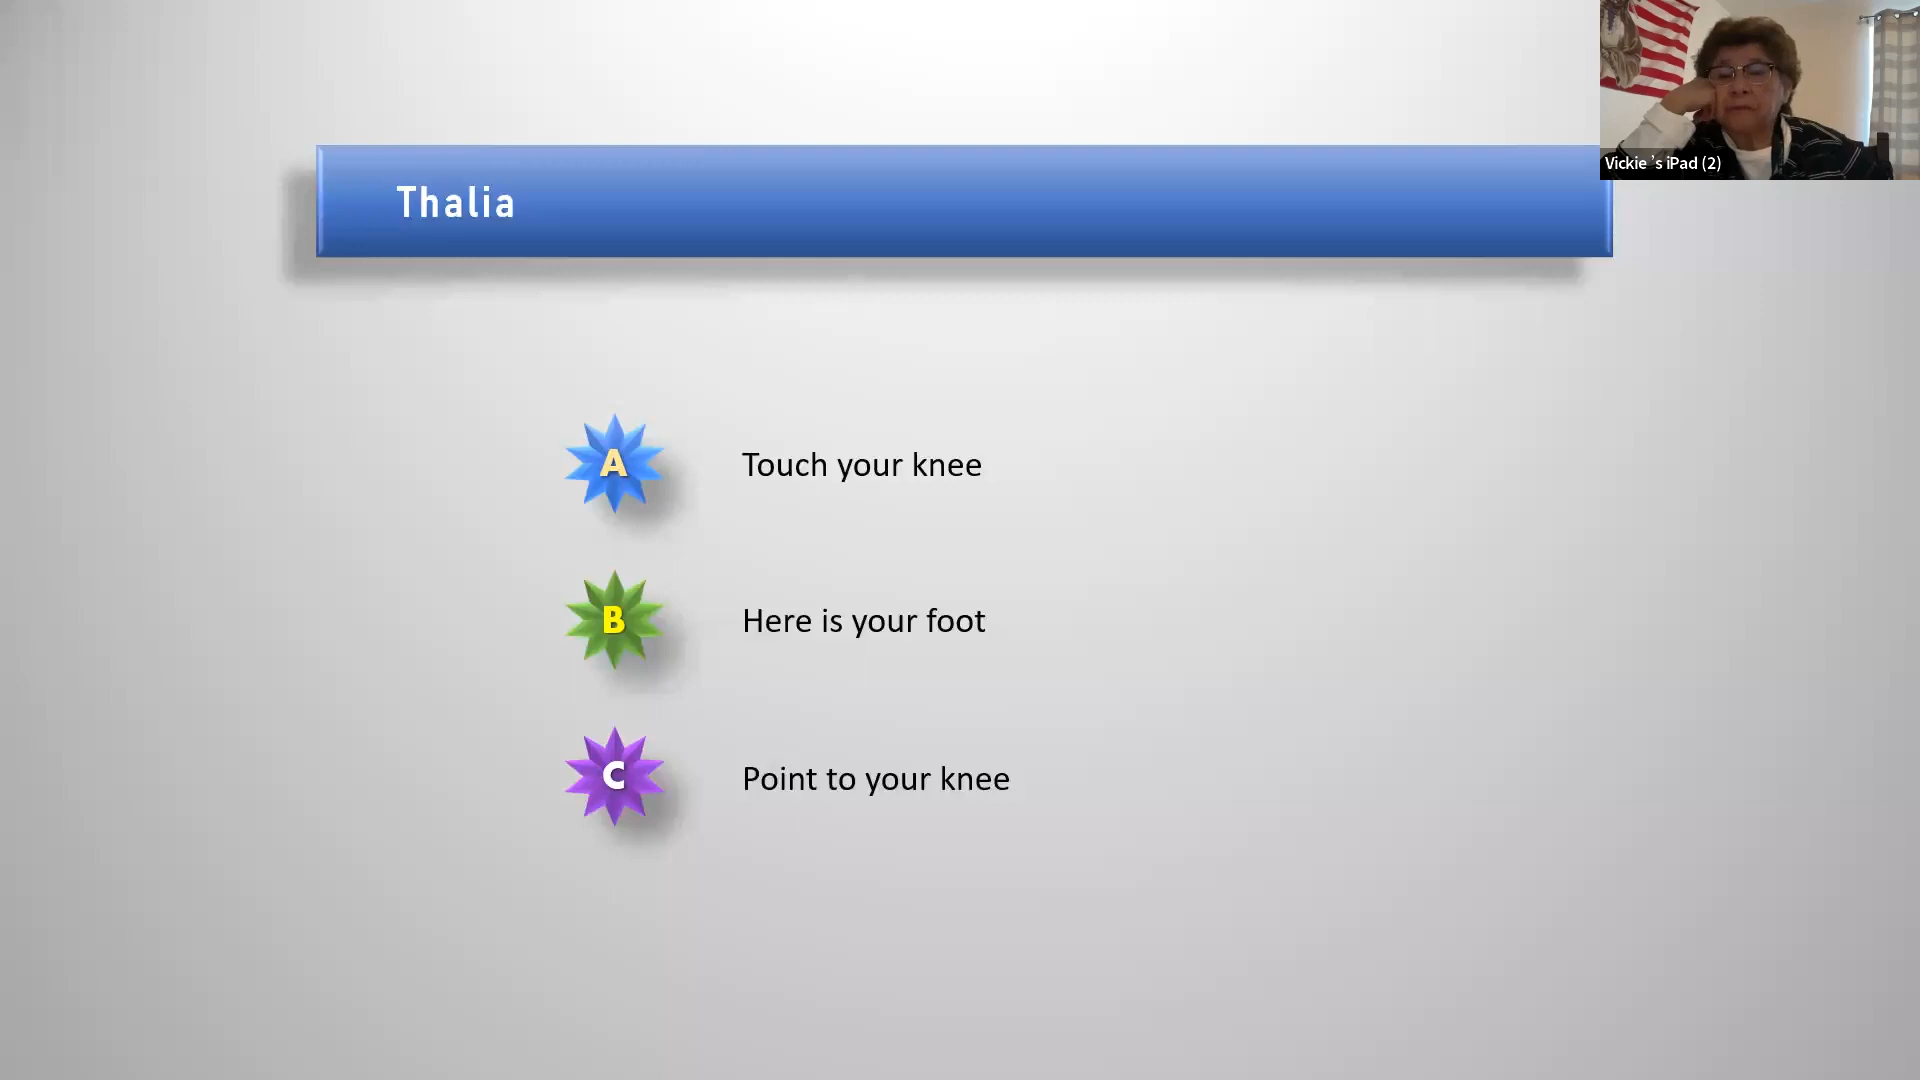 Vickie 's iPad (2)
Thalia
A Touch your knee
B Here is your foot
C Point to your knee